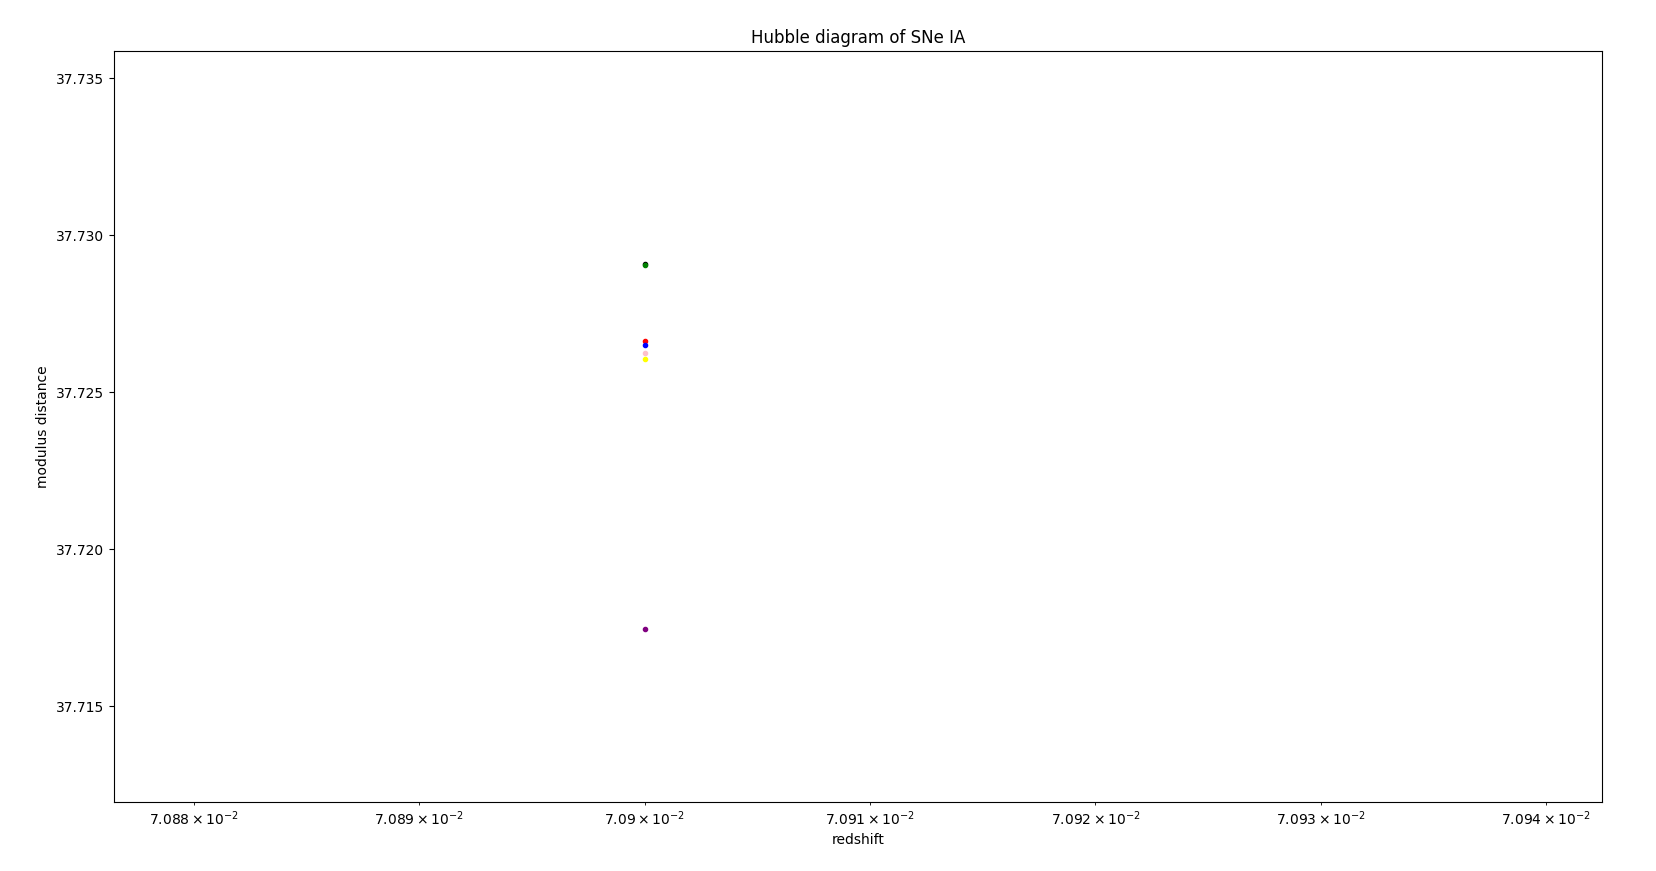 Hubble diagram of SNe IA
37.735
37.730
37.725
37.720
37.715
modulus distance
7.088 × 10⁻² 7.089 × 10⁻² 7.09 × 10⁻² 7.091 × 10⁻² 7.092 × 10⁻² 7.093 × 10⁻² 7.094 × 10⁻²
redshift